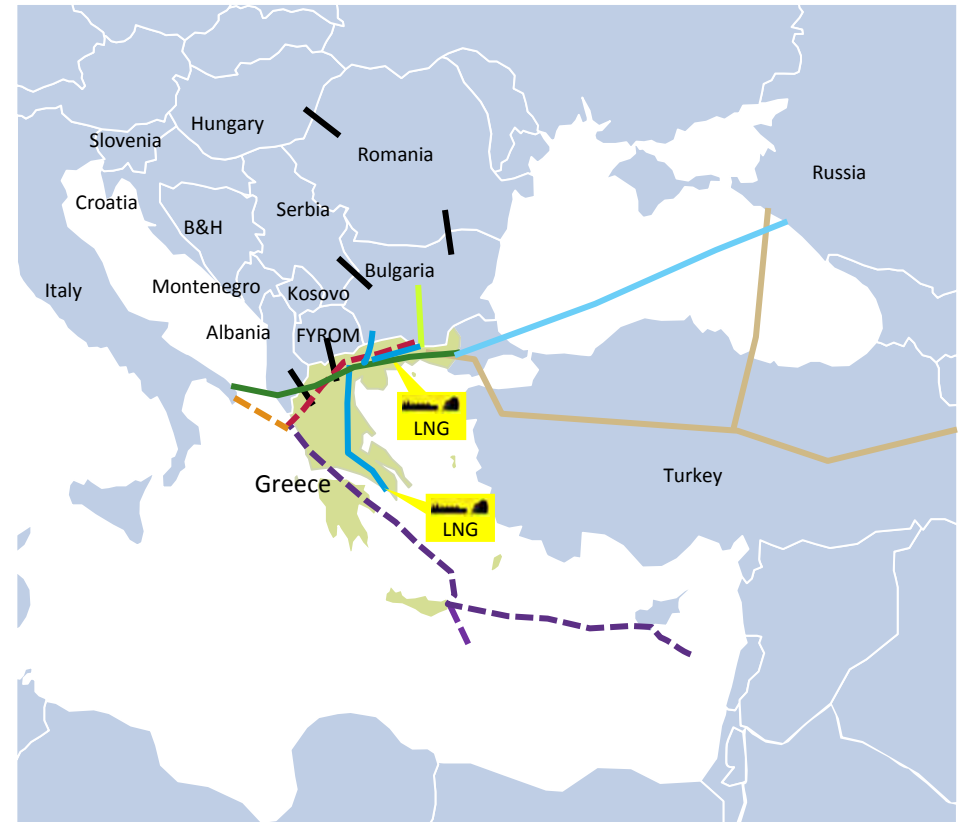 Hungary
Slovenia
Romania
Russia
Croatia
Serbia
B&H
Bulgaria
Italy
Montenegro
Kosovo
Albania
FYROM
LNG
Turkey
Greece
LNG